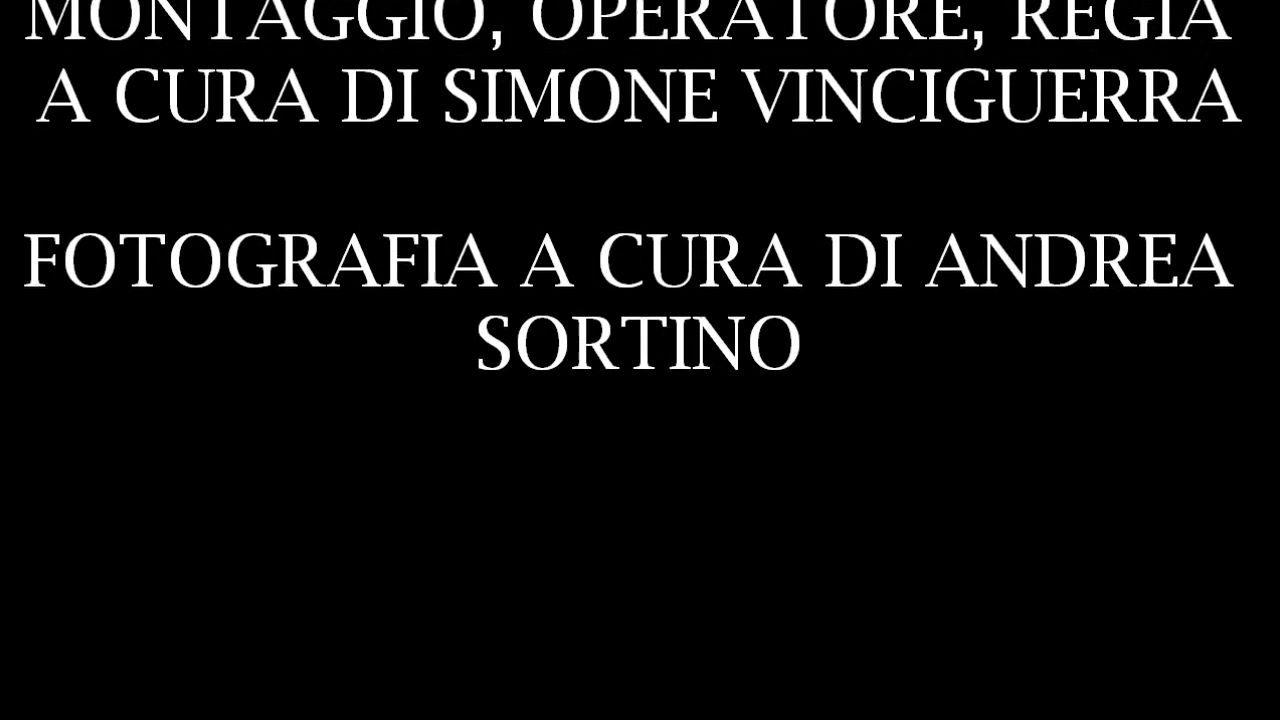 MONTAGGIO, OPERATORE, REGIA
A CURA DI SIMONE VINCIGUERRA
FOTOGRAFIA A CURA DI ANDREA
SORTINO